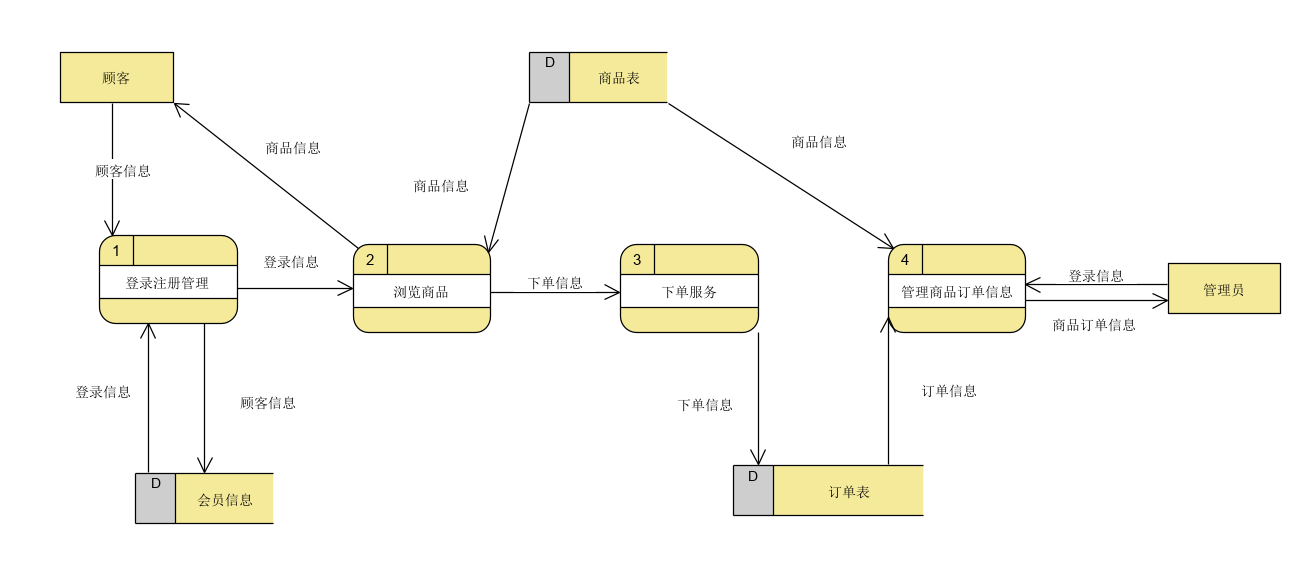 顾客
D
商品表
商品信息
商品信息
顾客信息
商品信息
1
登录注册管理
登录信息
2
浏览商品
下单信息
3
下单服务
4
管理商品订单信息
登录信息
商品订单信息
管理员
登录信息
顾客信息
下单信息
订单信息
D
会员信息
D
订单表